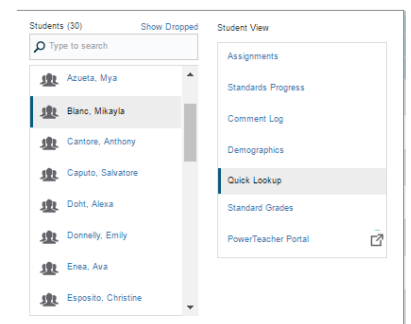 Students (30) Show Dropped
Type to search
Azueta, Mya
Blanc, Mikayla
Cantore, Anthony
Caputo, Salvatore
Doht, Alexa
Donnelly, Emily
Enea, Ava
Esposito, Christine
Student View
Assignments
Standards Progress
Comment Log
Demographics
Quick Lookup
Standard Grades
PowerTeacher Portal